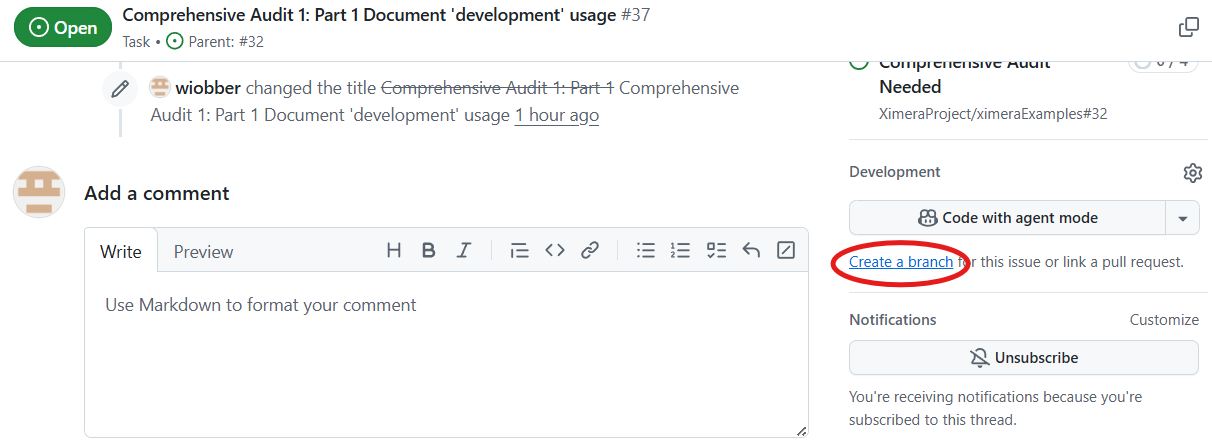 Open
Comprehensive Audit 1: Part 1 Document 'development' usage #37
Task • Parent: #32
wiobber changed the title Comprehensive Audit 1: Part 1 Comprehensive
Audit 1: Part 1 Document 'development' usage 1 hour ago
Add a comment
Write Preview
H B I
Use Markdown to format your comment
Comprehensive Audit
Needed
0 / 4
XimeraProject/ximeraExamples#32
Development
Code with agent mode
Create a branch for this issue or link a pull request.
Notifications Customize
Unsubscribe
You're receiving notifications because you're
subscribed to this thread.